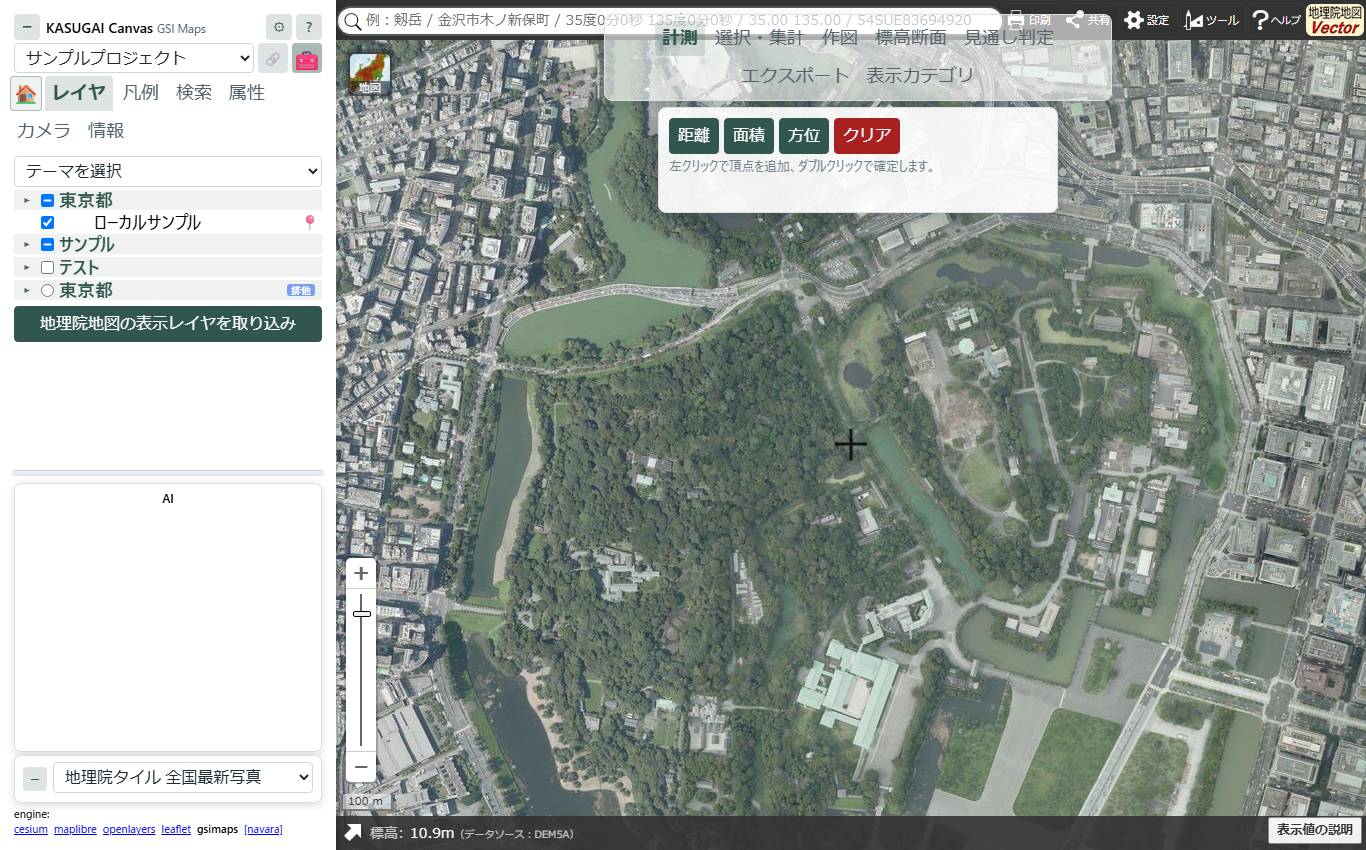 − KASUGAI Canvas GSI Maps ⚙ ?
サンプルプロジェクト
レイヤ 凡例 検索 属性
カメラ 情報
テーマを選択
東京都
ローカルサンプル
サンプル
テスト
東京都 排他
地理院地図の表示レイヤを取り込み
AI
− 地理院タイル 全国最新写真
engine:
cesium maplibre openlayers leaflet gsimaps [navara]
例：剱岳 / 金沢市木ノ新保町 / 35度0分0秒 135度0分0秒 / 35.00 135.00 / 54SUE83694920
印刷 共有 設定 ツール ヘルプ
地理院地図
Vector
地図
計測 選択・集計 作図 標高断面 見通し判定
エクスポート 表示カテゴリ
距離 面積 方位 クリア
左クリックで頂点を追加、ダブルクリックで確定します。
+
−
100 m
標高: 10.9m (データソース：DEM5A)
表示値の説明